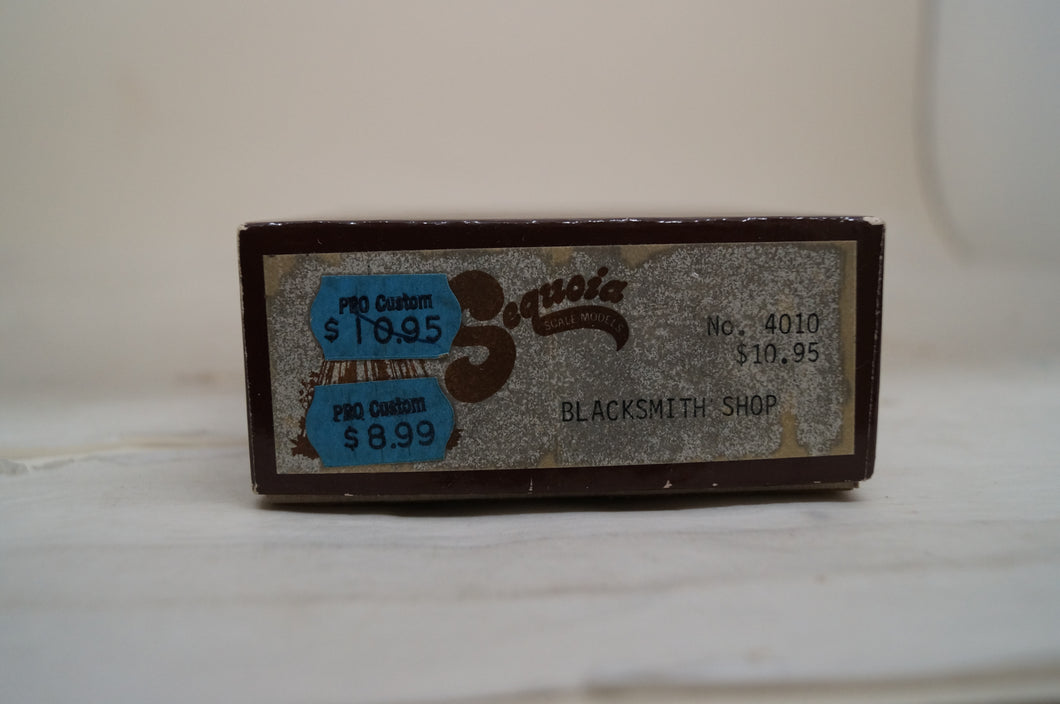 PRO Custom
$ 10.95
PRO Custom
$ 8.99
Sequoia
SCALE MODELS
No. 4010
$10.95
BLACKSMITH SHOP